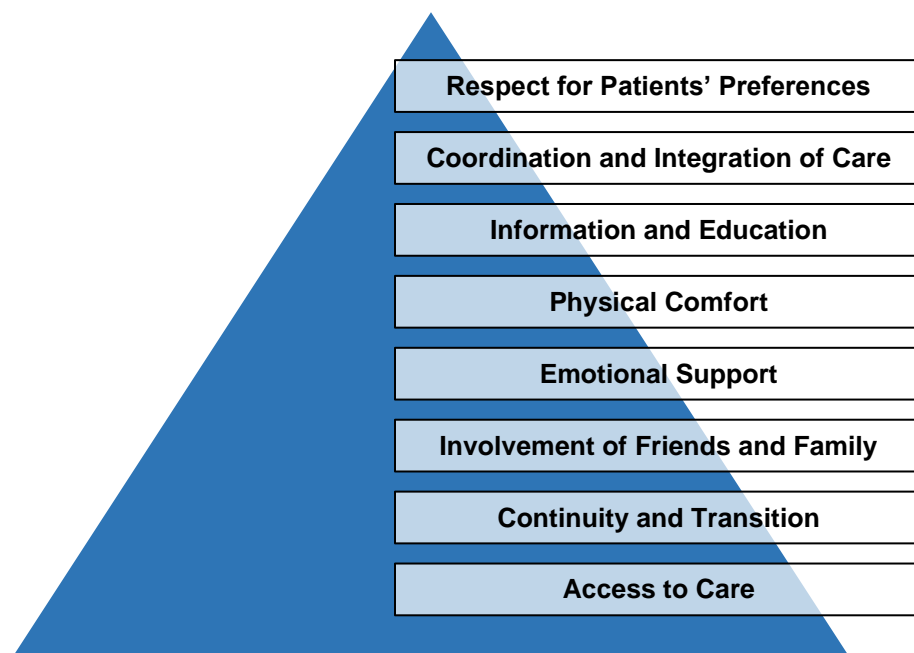 Respect for Patients’ Preferences
Coordination and Integration of Care
Information and Education
Physical Comfort
Emotional Support
Involvement of Friends and Family
Continuity and Transition
Access to Care